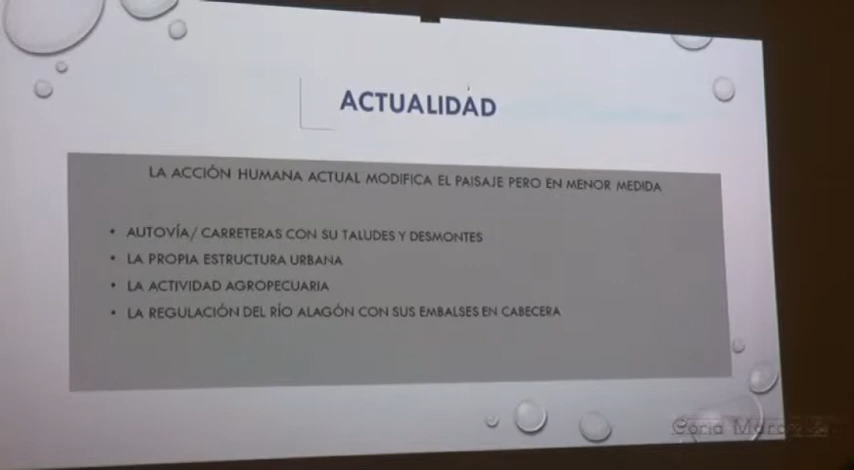 ACTUALIDAD
LA ACCIÓN HUMANA ACTUAL MODIFICA EL PAISAJE PERO EN MENOR MEDIDA
• AUTOVÍA/ CARRETERAS CON SU TALUDES Y DESMONTES
• LA PROPIA ESTRUCTURA URBANA
• LA ACTIVIDAD AGROPECUARIA
• LA REGULACIÓN DEL RÍO ALAGÓN CON SUS EMBALSES EN CABECERA
Coria